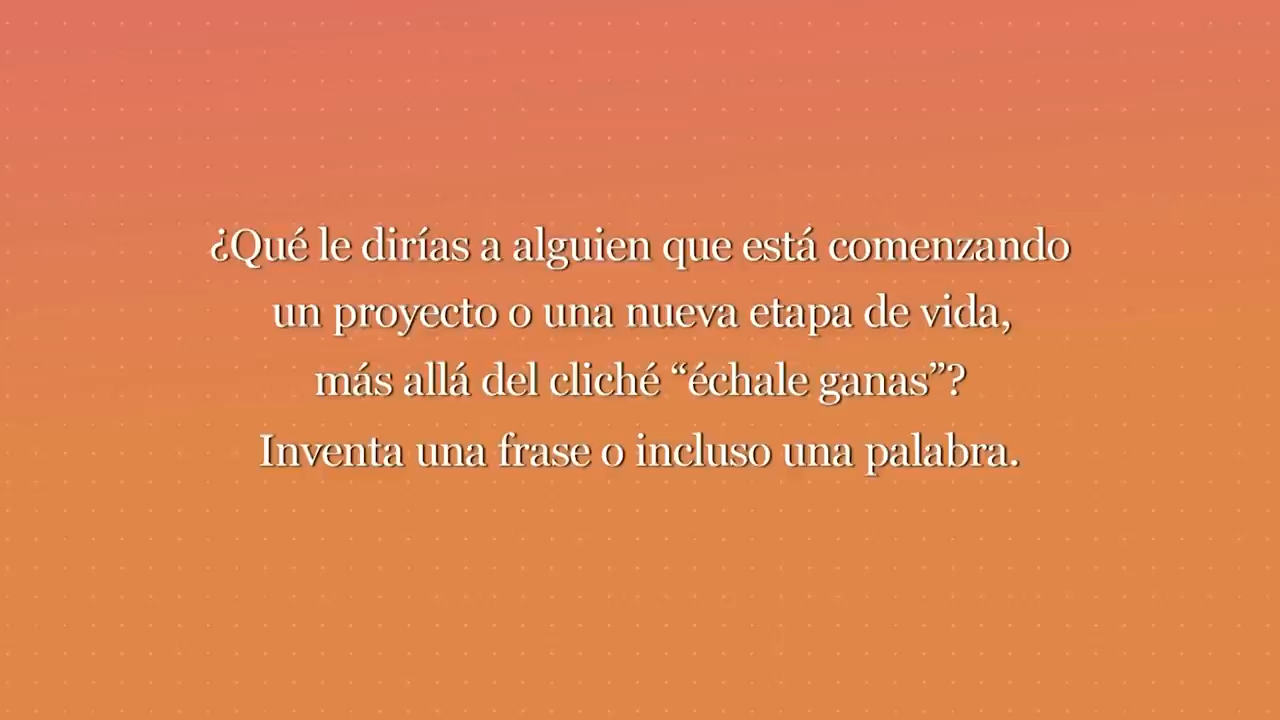 ¿Qué le dirías a alguien que está comenzando
un proyecto o una nueva etapa de vida,
más allá del cliché “échale ganas”?
Inventa una frase o incluso una palabra.